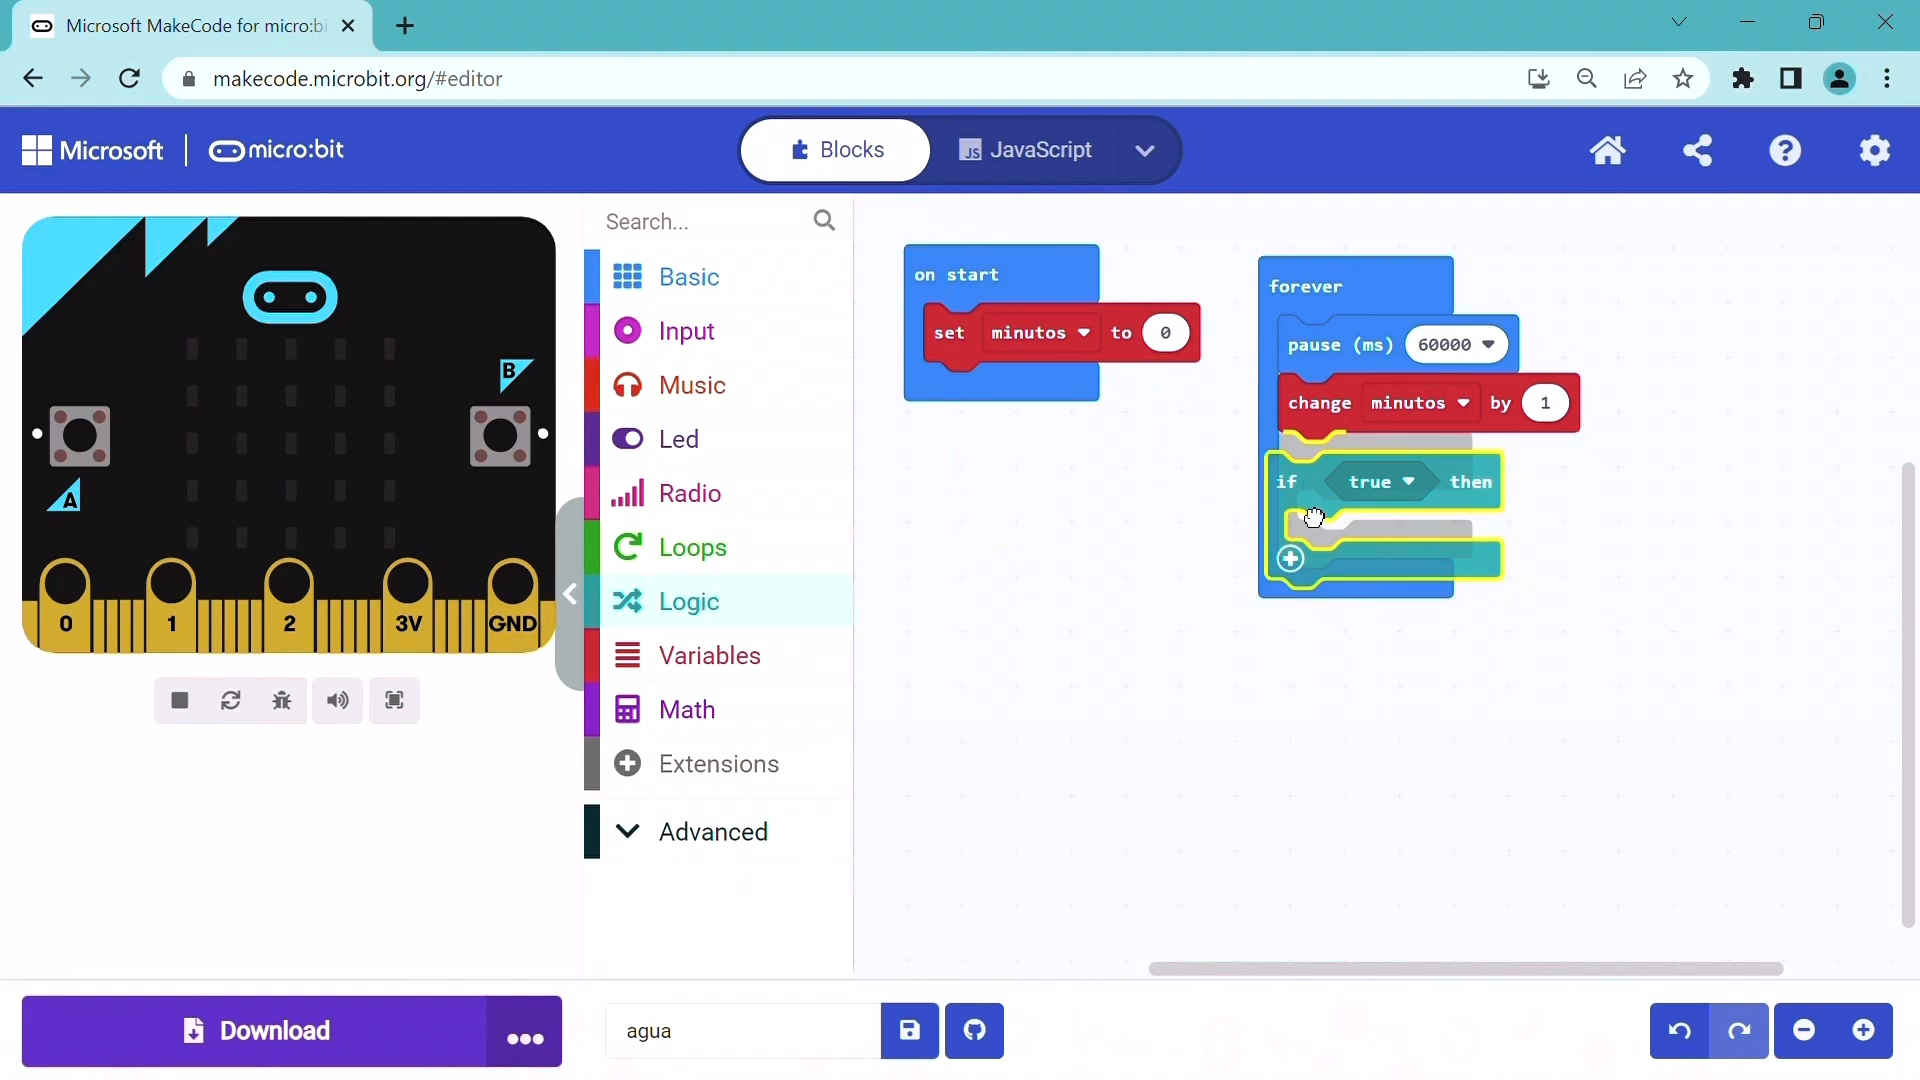 Microsoft MakeCode for micro:bi
makecode.microbit.org/#editor
Microsoft | micro:bit
Blocks
JS JavaScript
Search...
Basic
Input
Music
Led
Radio
Loops
Logic
Variables
Math
Extensions
Advanced
B
A
0 1 2 3V GND
on start
set minutos to 0
forever
pause (ms) 60000
change minutos by 1
if true then
Download
agua